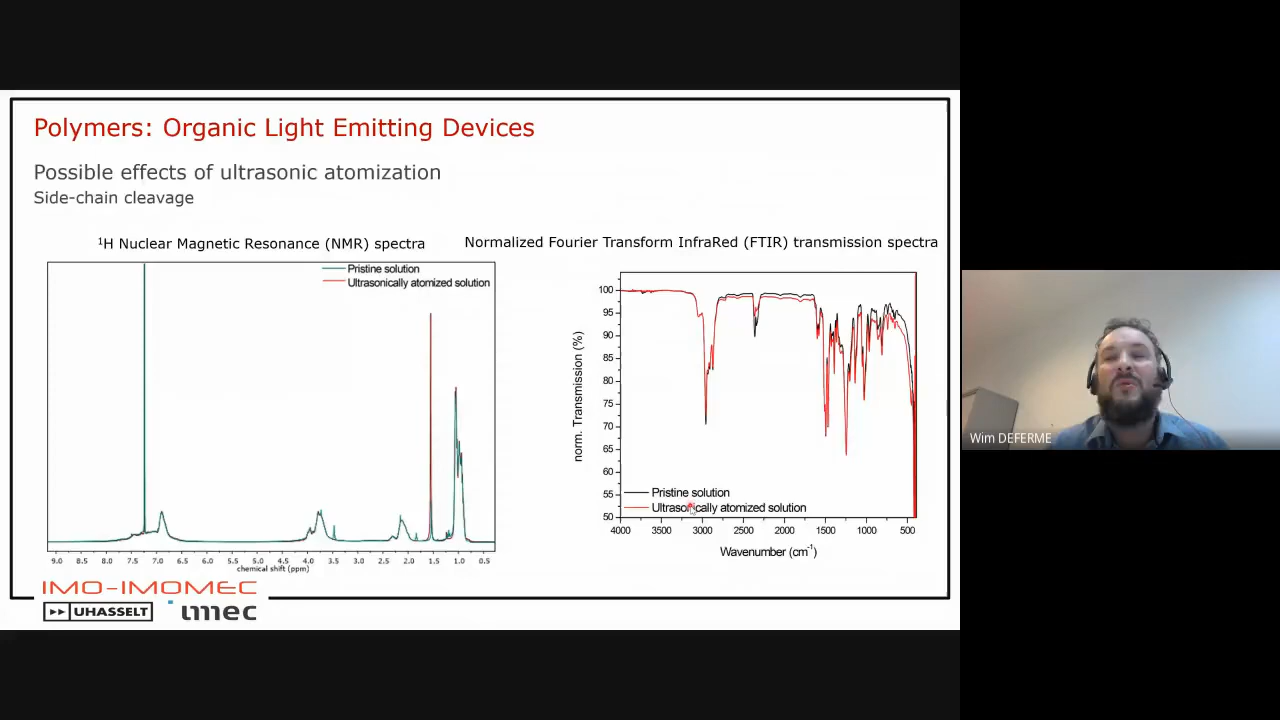 Polymers: Organic Light Emitting Devices
Possible effects of ultrasonic atomization
Side-chain cleavage
¹H Nuclear Magnetic Resonance (NMR) spectra
Pristine solution
Ultrasonically atomized solution
9.0 8.5 8.0 7.5 7.0 6.5 6.0 5.5 5.0 4.5 4.0 3.5 3.0 2.5 2.0 1.5 1.0 0.5
chemical shift (ppm)
Normalized Fourier Transform InfraRed (FTIR) transmission spectra
norm. Transmission (%)
100
95
90
85
80
75
70
65
60
55
50
Pristine solution
Ultrasonically atomized solution
4000 3500 3000 2500 2000 1500 1000 500
Wavenumber (cm⁻¹)
IMO-IMOMEC
UHASSELT
imec
Wim DEFERME